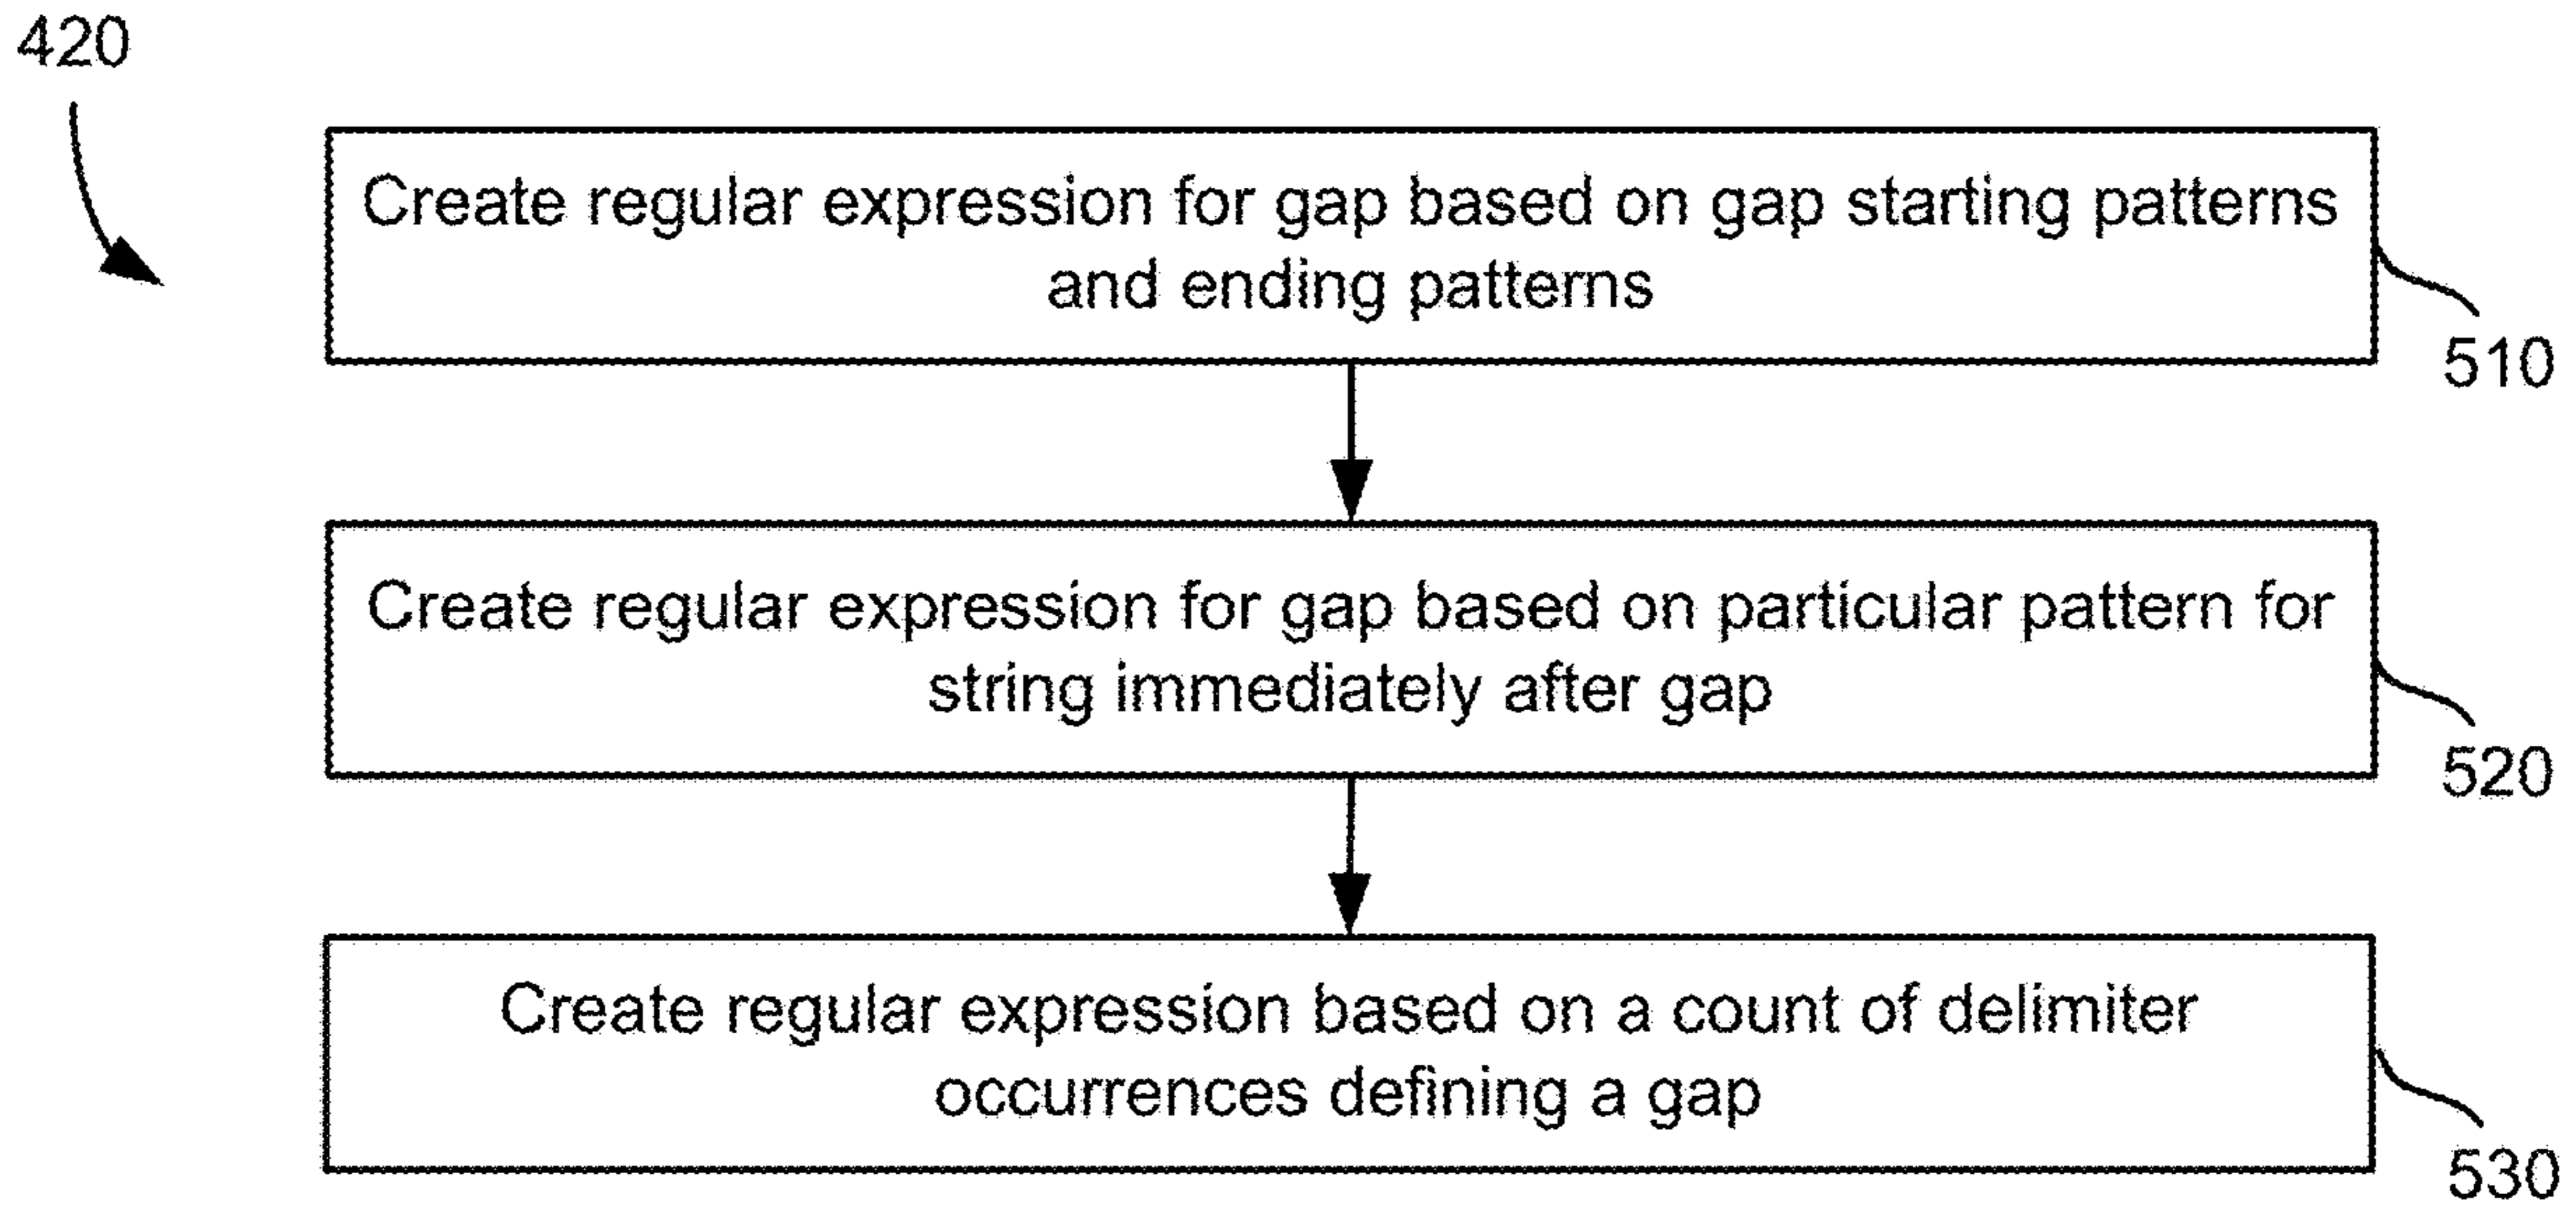 420
Create regular expression for gap based on gap starting patterns
and ending patterns
510
Create regular expression for gap based on particular pattern for
string immediately after gap
520
Create regular expression based on a count of delimiter
occurrences defining a gap
530